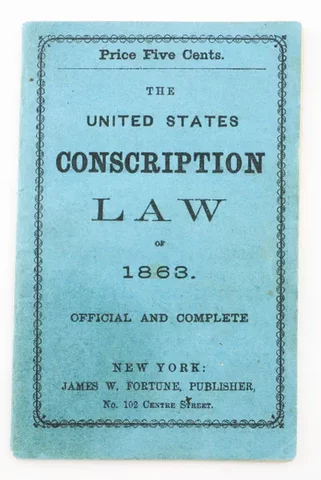 Price Five Cents.
THE
UNITED STATES
CONSCRIPTION
LAW
OF
1863.
OFFICIAL AND COMPLETE
NEW YORK:
JAMES W. FORTUNE, PUBLISHER,
No. 102 Centre Street.